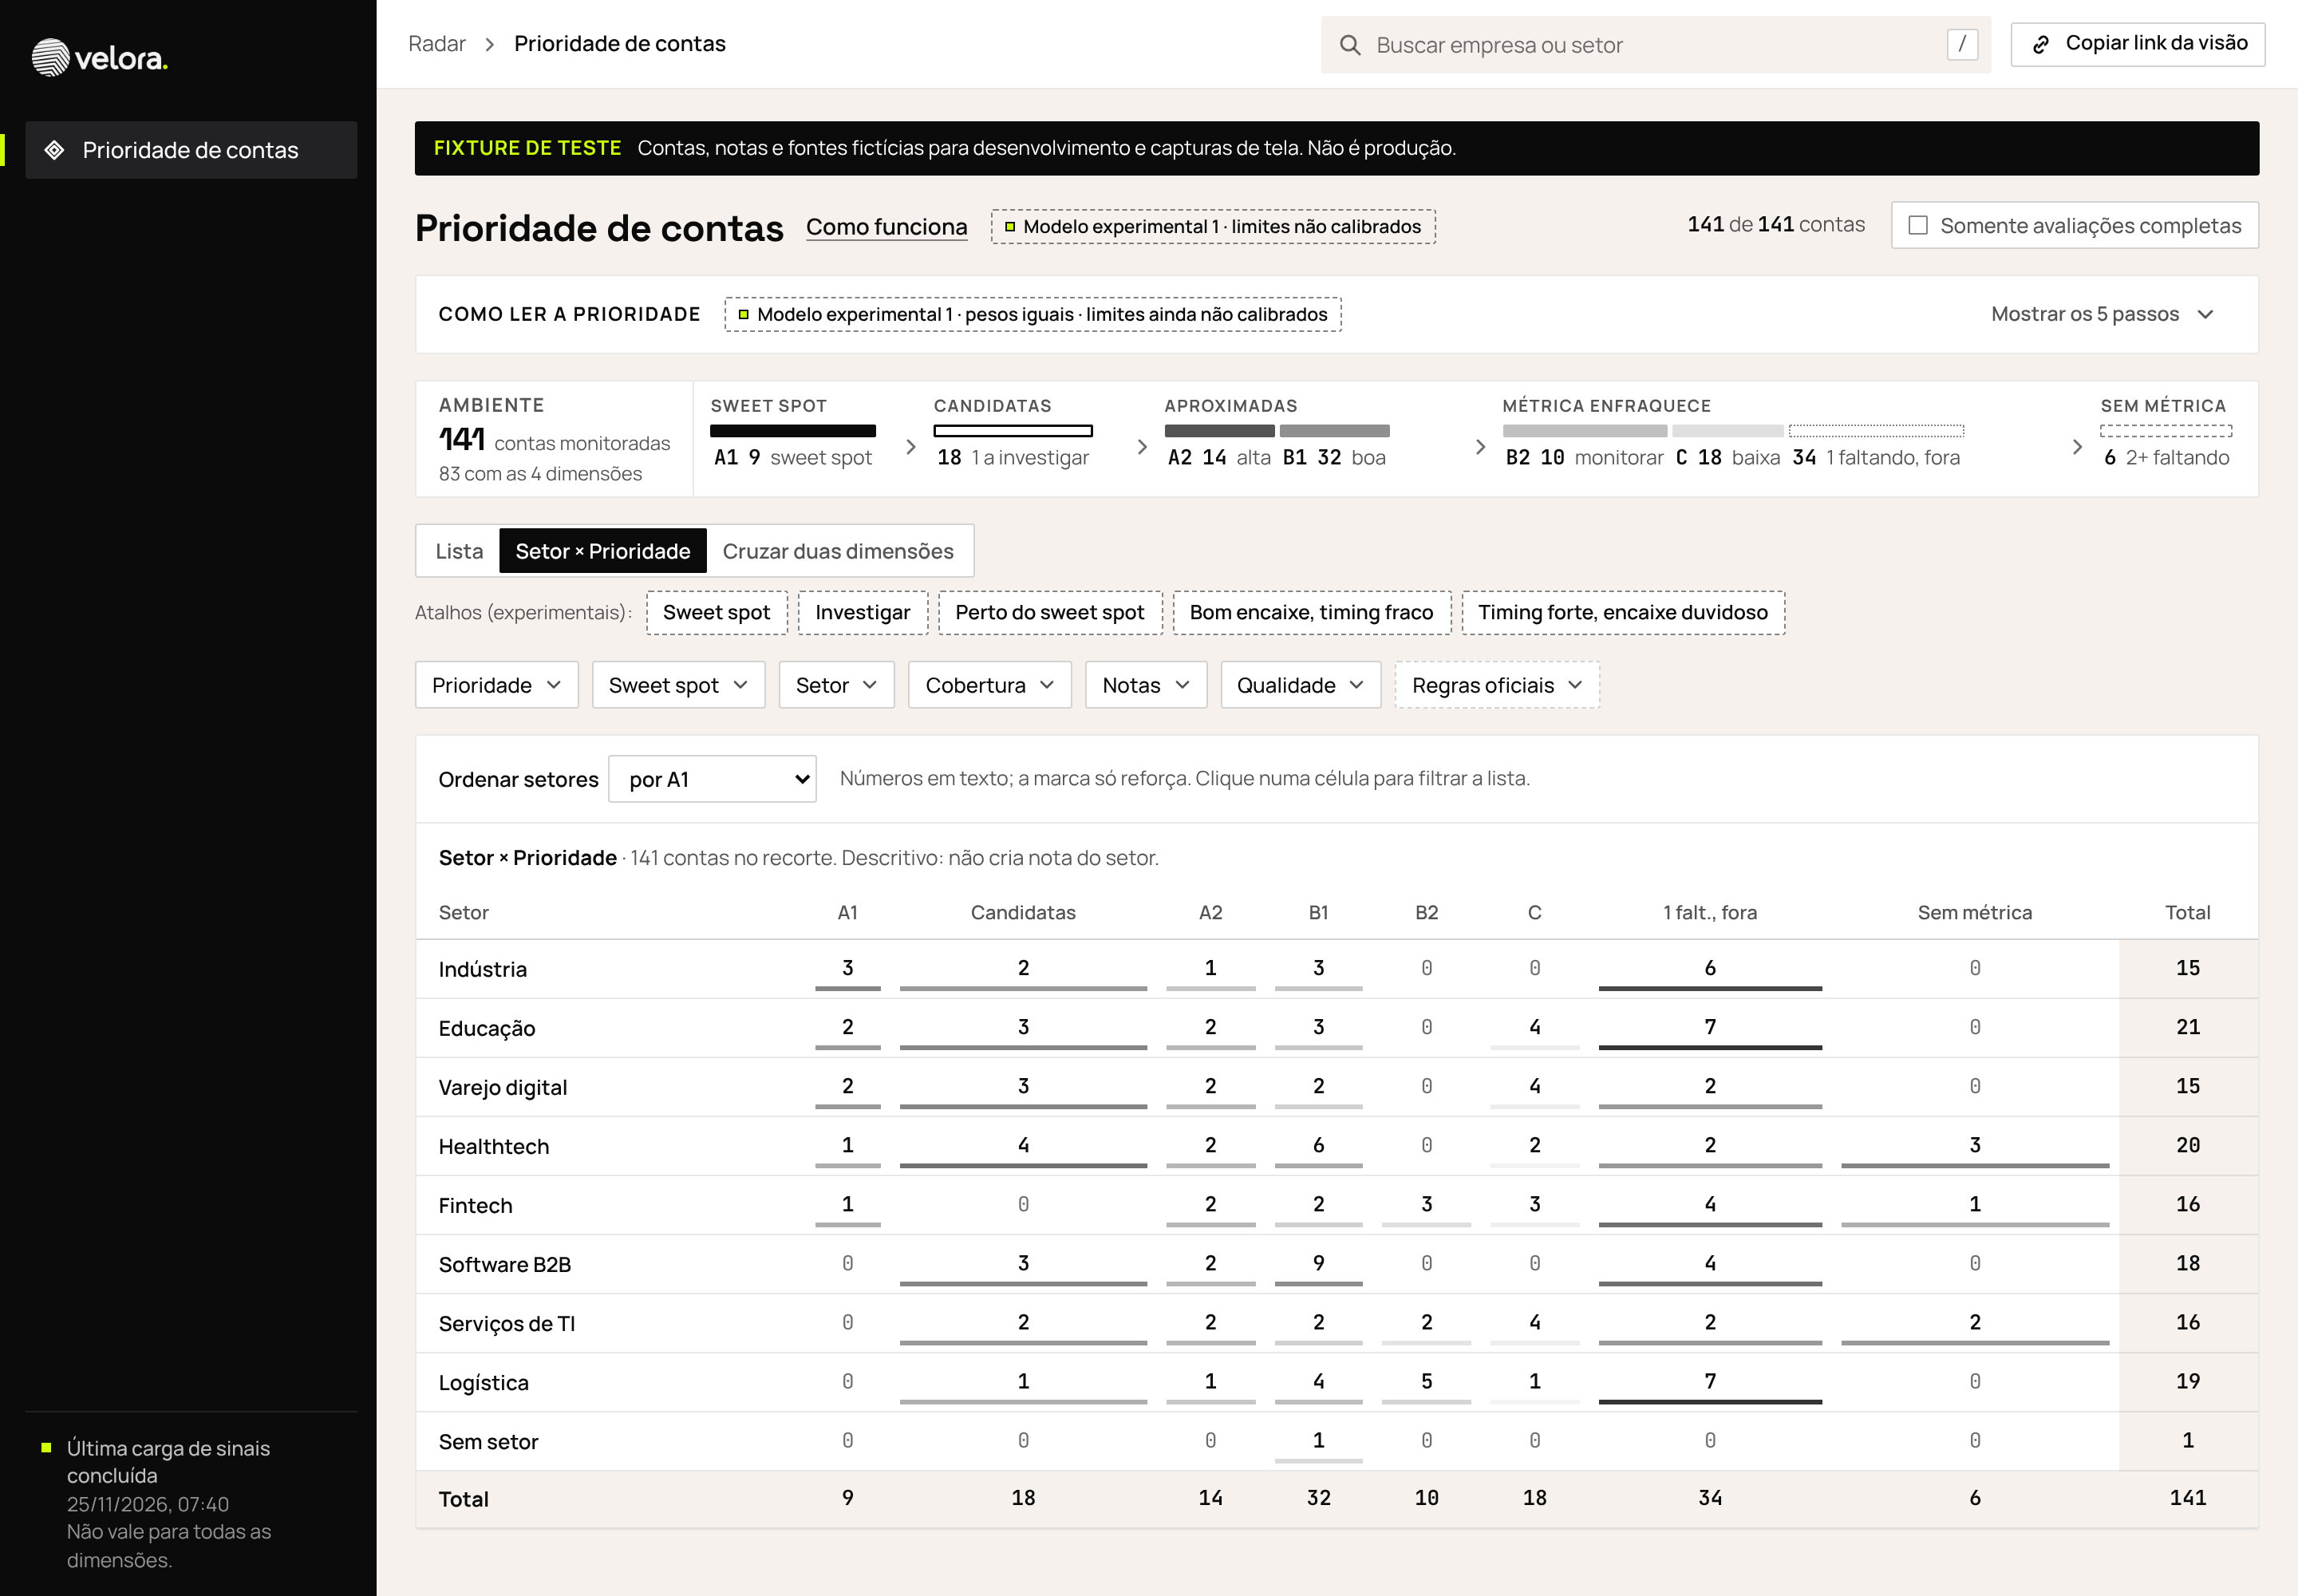 velora.
Prioridade de contas
Última carga de sinais
concluída
25/11/2026, 07:40
Não vale para todas as
dimensões.
Radar > Prioridade de contas
Buscar empresa ou setor /
Copiar link da visão
FIXTURE DE TESTE Contas, notas e fontes fictícias para desenvolvimento e capturas de tela. Não é produção.
Prioridade de contas Como funciona Modelo experimental 1 · limites não calibrados 141 de 141 contas Somente avaliações completas
COMO LER A PRIORIDADE Modelo experimental 1 · pesos iguais · limites ainda não calibrados Mostrar os 5 passos
AMBIENTE
141 contas monitoradas
83 com as 4 dimensões
SWEET SPOT
A1 9 sweet spot
CANDIDATAS
18 1 a investigar
APROXIMADAS
A2 14 alta B1 32 boa
MÉTRICA ENFRAQUECE
B2 10 monitorar C 18 baixa 34 1 faltando, fora
SEM MÉTRICA
6 2+ faltando
Lista Setor × Prioridade Cruzar duas dimensões
Atalhos (experimentais): Sweet spot Investigar Perto do sweet spot Bom encaixe, timing fraco Timing forte, encaixe duvidoso
Prioridade Sweet spot Setor Cobertura Notas Qualidade Regras oficiais
Ordenar setores por A1 Números em texto; a marca só reforça. Clique numa célula para filtrar a lista.
Setor × Prioridade · 141 contas no recorte. Descritivo: não cria nota do setor.
Setor A1 Candidatas A2 B1 B2 C 1 falt., fora Sem métrica Total
Indústria 3 2 1 3 0 0 6 0 15
Educação 2 3 2 3 0 4 7 0 21
Varejo digital 2 3 2 2 0 4 2 0 15
Healthtech 1 4 2 6 0 2 2 3 20
Fintech 1 0 2 2 3 3 4 1 16
Software B2B 0 3 2 9 0 0 4 0 18
Serviços de TI 0 2 2 2 2 4 2 2 16
Logística 0 1 1 4 5 1 7 0 19
Sem setor 0 0 0 1 0 0 0 0 1
Total 9 18 14 32 10 18 34 6 141